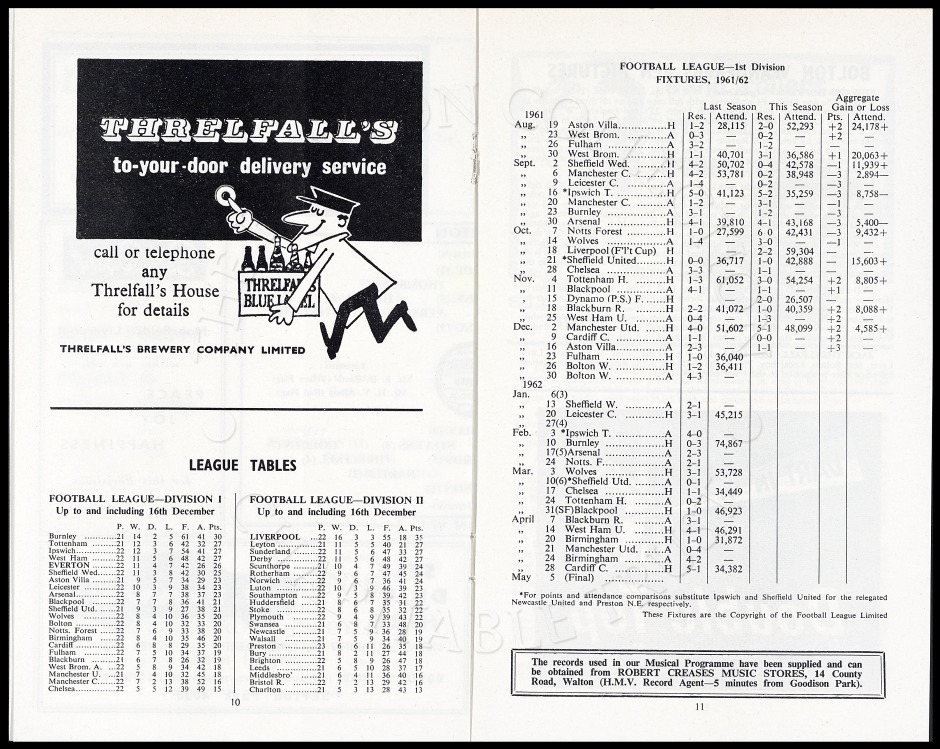 THRELFALL'S
to-your-door delivery service
call or telephone
any
Threlfall's House
for details
THRELFALL'S
BLUE LABEL
THRELFALL'S BREWERY COMPANY LIMITED
LEAGUE TABLES
FOOTBALL LEAGUE—DIVISION I
Up to and including 16th December
P. W. D. L. F. A. Pts.
Burnley ..........21 14 2 5 61 41 30
Tottenham ......21 12 3 6 42 32 27
Ipswich............22 12 3 7 54 41 27
West Ham ......22 11 5 6 48 42 27
EVERTON ......22 11 4 7 42 26 26
Sheffield Wed....22 11 3 8 42 30 25
Aston Villa ......21 9 5 7 34 29 23
Leicester ..........22 10 3 9 38 34 23
Arsenal............22 8 7 7 38 37 23
Blackpool ........22 7 7 8 36 41 21
Sheffield Utd. ...21 9 3 9 27 38 21
Wolves ..........22 8 4 10 36 35 20
Bolton ............22 8 4 10 32 33 20
Notts. Forest ...22 7 6 9 33 38 20
Birmingham ...22 8 4 10 35 46 20
Cardiff ............22 6 8 8 29 35 20
Fulham ..........22 7 5 10 34 37 19
Blackburn ......21 6 7 8 26 32 19
West Brom. A. ...22 5 8 9 34 42 18
Manchester U. ...21 7 4 10 32 45 18
Manchester C. ...22 7 2 13 38 52 16
Chelsea............22 5 5 12 39 49 15
FOOTBALL LEAGUE—DIVISION II
Up to and including 16th December
P. W. D. L. F. A. Pts.
LIVERPOOL ...22 16 3 3 55 18 35
Leyton ............21 11 5 5 40 21 27
Sunderland ......22 11 5 6 47 33 27
Derby ............22 11 5 6 48 42 27
Scunthorpe ......21 10 4 7 49 39 24
Rotherham ......22 9 6 7 47 45 24
Norwich ..........22 9 6 7 36 41 24
Luton ............22 10 3 9 46 39 23
Southampton ...22 9 5 8 39 33 23
Huddersfield ...21 8 6 7 35 31 22
Stoke ............22 8 6 8 35 32 22
Plymouth ......22 9 4 9 39 43 22
Swansea ..........21 6 8 7 33 48 20
Newcastle ......21 7 5 9 36 28 19
Walsall ............21 7 5 9 34 40 19
Preston ............23 6 6 11 26 35 18
Bury ...............21 8 2 11 27 44 18
Brighton ..........22 5 8 9 26 47 18
Leeds ............21 6 5 10 28 37 17
Middlesbro' ......21 6 4 11 36 40 16
Bristol R. ........22 7 2 13 29 42 16
Charlton ..........21 5 3 13 28 43 13
10
FOOTBALL LEAGUE—1st Division
FIXTURES, 1961/62
Aggregate
Last Season This Season Gain or Loss
1961 Res. Attend. Res. Attend. Pts. Attend.
Aug. 19 Aston Villa..............H 1–2 28,115 2–0 52,293 +2 24,178+
„ 23 West Brom. ............A 0–3 — 0–2 — +2 —
„ 26 Fulham ..................A 3–2 — 1–2 —
„ 30 West Brom. ............H 1–1 40,701 3–1 36,586 +1 20,063+
Sept. 2 Sheffield Wed. .........H 4–2 50,702 0–4 42,578 —1 11,939+
„ 6 Manchester C. .........H 4–2 53,781 0–2 38,948 —3 2,894—
„ 9 Leicester C. ............A 1–4 — 0–2 — —3 —
„ 16 *Ipswich T. ..............H 5–0 41,123 5–2 35,259 —3 8,758—
„ 20 Manchester C. .........A 1–2 — 3–1 — —1 —
„ 23 Burnley ..................A 3–1 — 1–2 — —3 —
„ 30 Arsenal ..................H 4–1 39,810 4–1 43,168 —3 5,400—
Oct. 7 Notts Forest ............H 1–0 27,599 6 0 42,431 —3 9,432+
„ 14 Wolves ..................A 1–4 — 3–0 — —1 —
„ 18 Liverpool (F'l't Cup) H — 2–2 59,304 —
„ 21 *Sheffield United........H 0–0 36,717 1–0 42,888 15,603+
„ 28 Chelsea ..................A 3–3 — 1–1 — —
Nov. 4 Tottenham H. ..........H 1–3 61,052 3–0 54,254 +2 8,805+
„ 11 Blackpool ...............A 4–1 — 1–1 — +1 —
„ 15 Dynamo (P.S.) F. ......H — 2–0 26,507 —
„ 18 Blackburn R. ...........H 2–2 41,072 1–0 40,359 +2 8,088+
„ 25 West Ham U. ..........A 0–4 — 1–3 — +2 —
Dec. 2 Manchester Utd. ......H 4–0 51,602 5–1 48,099 +2 4,585+
„ 9 Cardiff C. ...............A 1–1 — 0–0 — +2 —
„ 16 Aston Villa..............A 2–3 — 1–1 — +3 —
„ 23 Fulham ..................H 1–0 36,040
„ 26 Bolton W. ...............H 1–2 36,411
„ 30 Bolton W. ...............A 4–3 —
1962
Jan. 6(3)
„ 13 Sheffield W. ............A 2–1 —
„ 20 Leicester C. ............H 3–1 45,215
„ 27(4)
Feb. 3 *Ipswich T. ..............A 4–0 —
„ 10 Burnley ..................H 0–3 74,867
„ 17(5)Arsenal ..................A 2–3 —
„ 24 Notts. F..................A 2–1 —
Mar. 3 Wolves ..................H 3–1 53,728
„ 10(6)*Sheffield Utd. .........A 0–1 —
„ 17 Chelsea ..................H 1–1 34,449
„ 24 Tottenham H. .........A 0–2 —
„ 31(SF)Blackpool ...............H 1–0 46,923
April 7 Blackburn R. ...........A 3–1 —
„ 14 West Ham U. ..........H 4–1 46,291
„ 20 Birmingham ............H 1–0 31,872
„ 21 Manchester Utd. ......A 0–4 —
„ 24 Birmingham ............A 4–2 —
„ 28 Cardiff C. ...............H 5–1 34,382
May 5 (Final) ...................
*For points and attendance comparisons substitute Ipswich and Sheffield United for the relegated
Newcastle United and Preston N.E. respectively.
These Fixtures are the Copyright of the Football League Limited
The records used in our Musical Programme have been supplied and can
be obtained from ROBERT CREASES MUSIC STORES, 14 County
Road, Walton (H.M.V. Record Agent—5 minutes from Goodison Park).
11